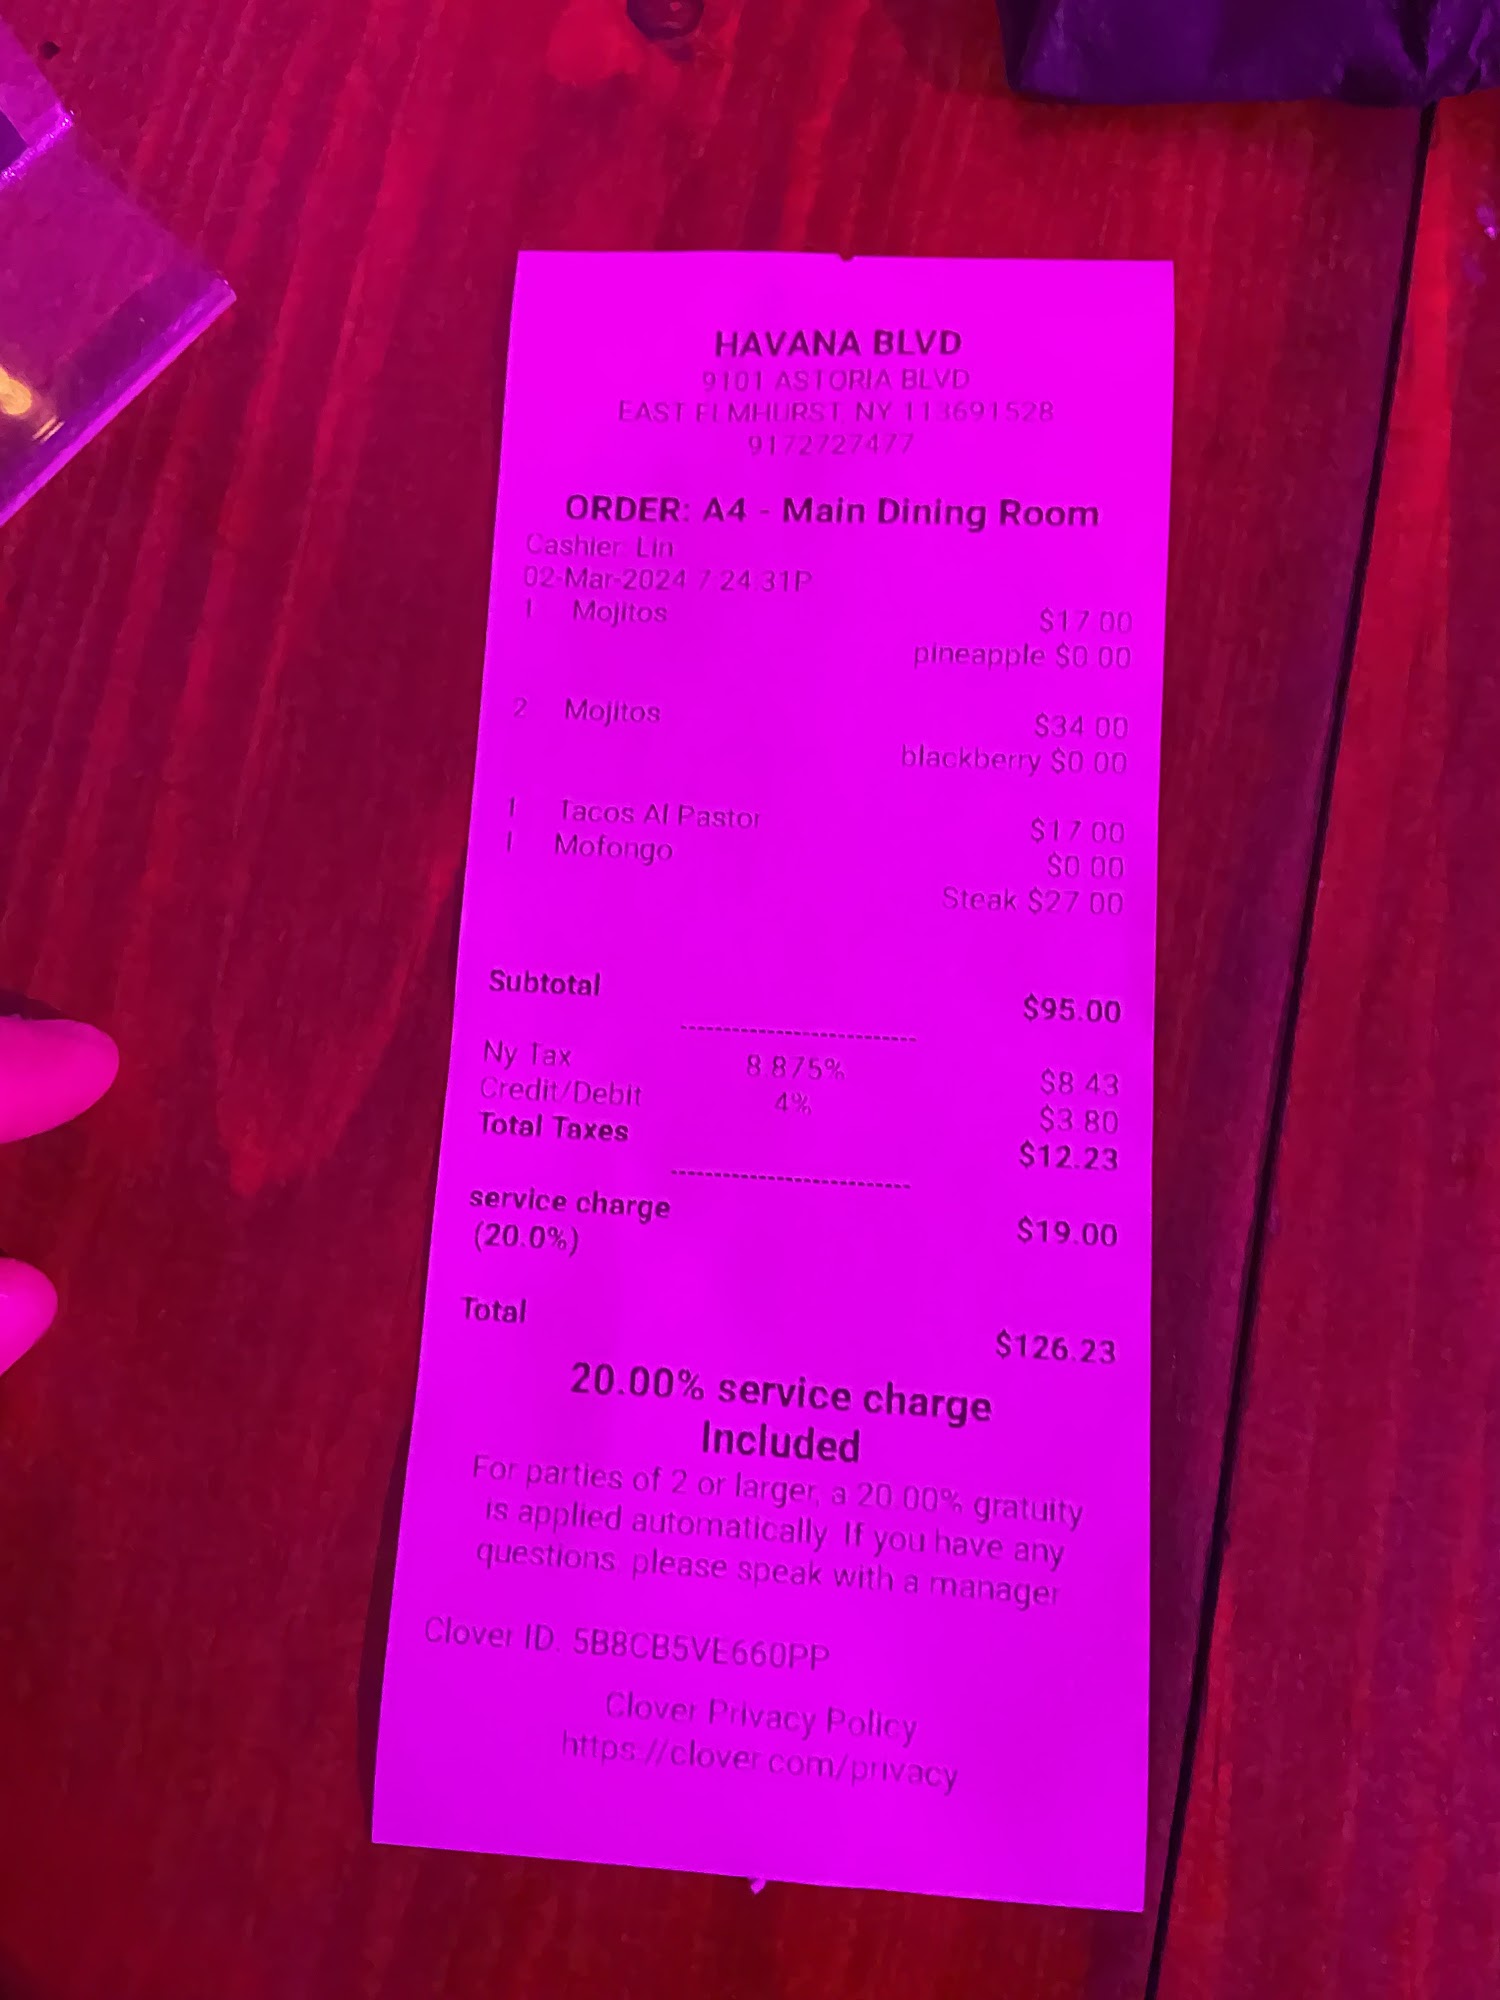 HAVANA BLVD
9101 ASTORIA BLVD
EAST ELMHURST, NY 113691528
9172727477
ORDER: A4 - Main Dining Room
Cashier: Lin
02-Mar-2024 7:24:31P
1 Mojitos $17.00
pineapple $0.00
2 Mojitos $34.00
blackberry $0.00
1 Tacos Al Pastor $17.00
1 Mofongo $0.00
Steak $27.00
Subtotal $95.00
Ny Tax 8.875% $8.43
Credit/Debit 4% $3.80
Total Taxes $12.23
service charge $19.00
(20.0%)
Total $126.23
20.00% service charge
Included
For parties of 2 or larger, a 20.00% gratuity
is applied automatically. If you have any
questions, please speak with a manager
Clover ID: 5B8CB5VE660PP
Clover Privacy Policy
https://clover.com/privacy